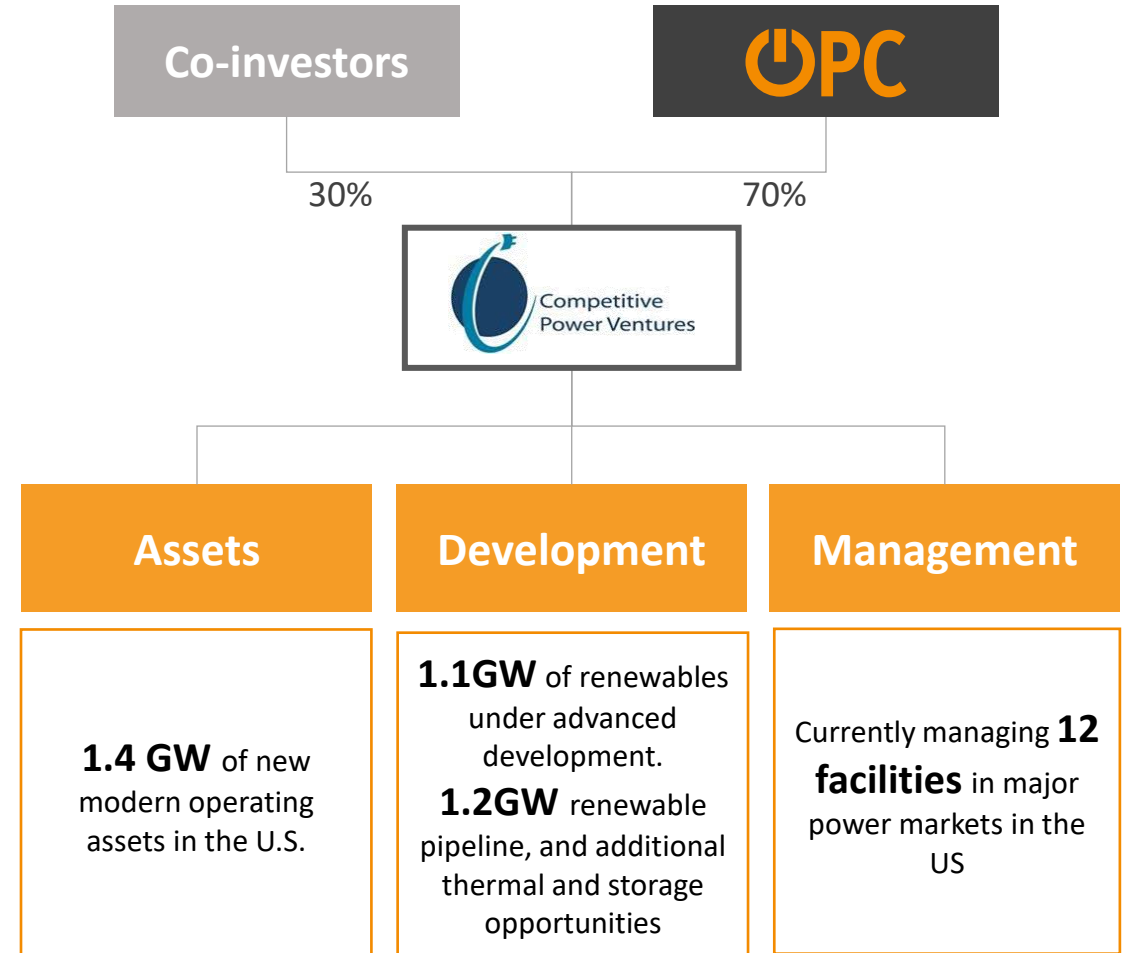 Co-investors
OPC
30%
70%
Competitive
Power Ventures
Assets
Development
Management
1.4 GW of new
modern operating
assets in the U.S.
1.1GW of renewables
under advanced
development.
1.2GW renewable
pipeline, and additional
thermal and storage
opportunities
Currently managing 12
facilities in major
power markets in the
US